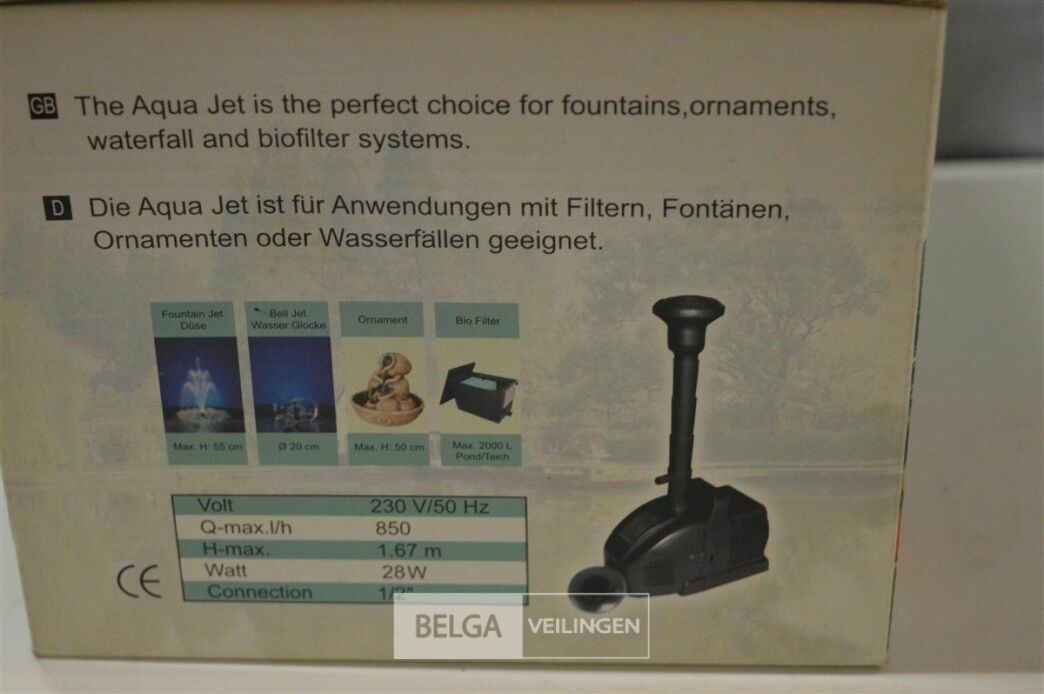 GB The Aqua Jet is the perfect choice for fountains,ornaments,
waterfall and biofilter systems.
D Die Aqua Jet ist für Anwendungen mit Filtern, Fontänen,
Ornamenten oder Wasserfällen geeignet.
Fountain Jet
Düse
Max. H: 55 cm
Bell Jet
Wasser Glocke
Ø 20 cm
Ornament
Max. H: 50 cm
Bio Filter
Max. 2000 L
Pond/Teich
Volt 230 V/50 Hz
Q-max.l/h 850
H-max. 1.67 m
Watt 28W
Connection 1/2"
CE
BELGA VEILINGEN